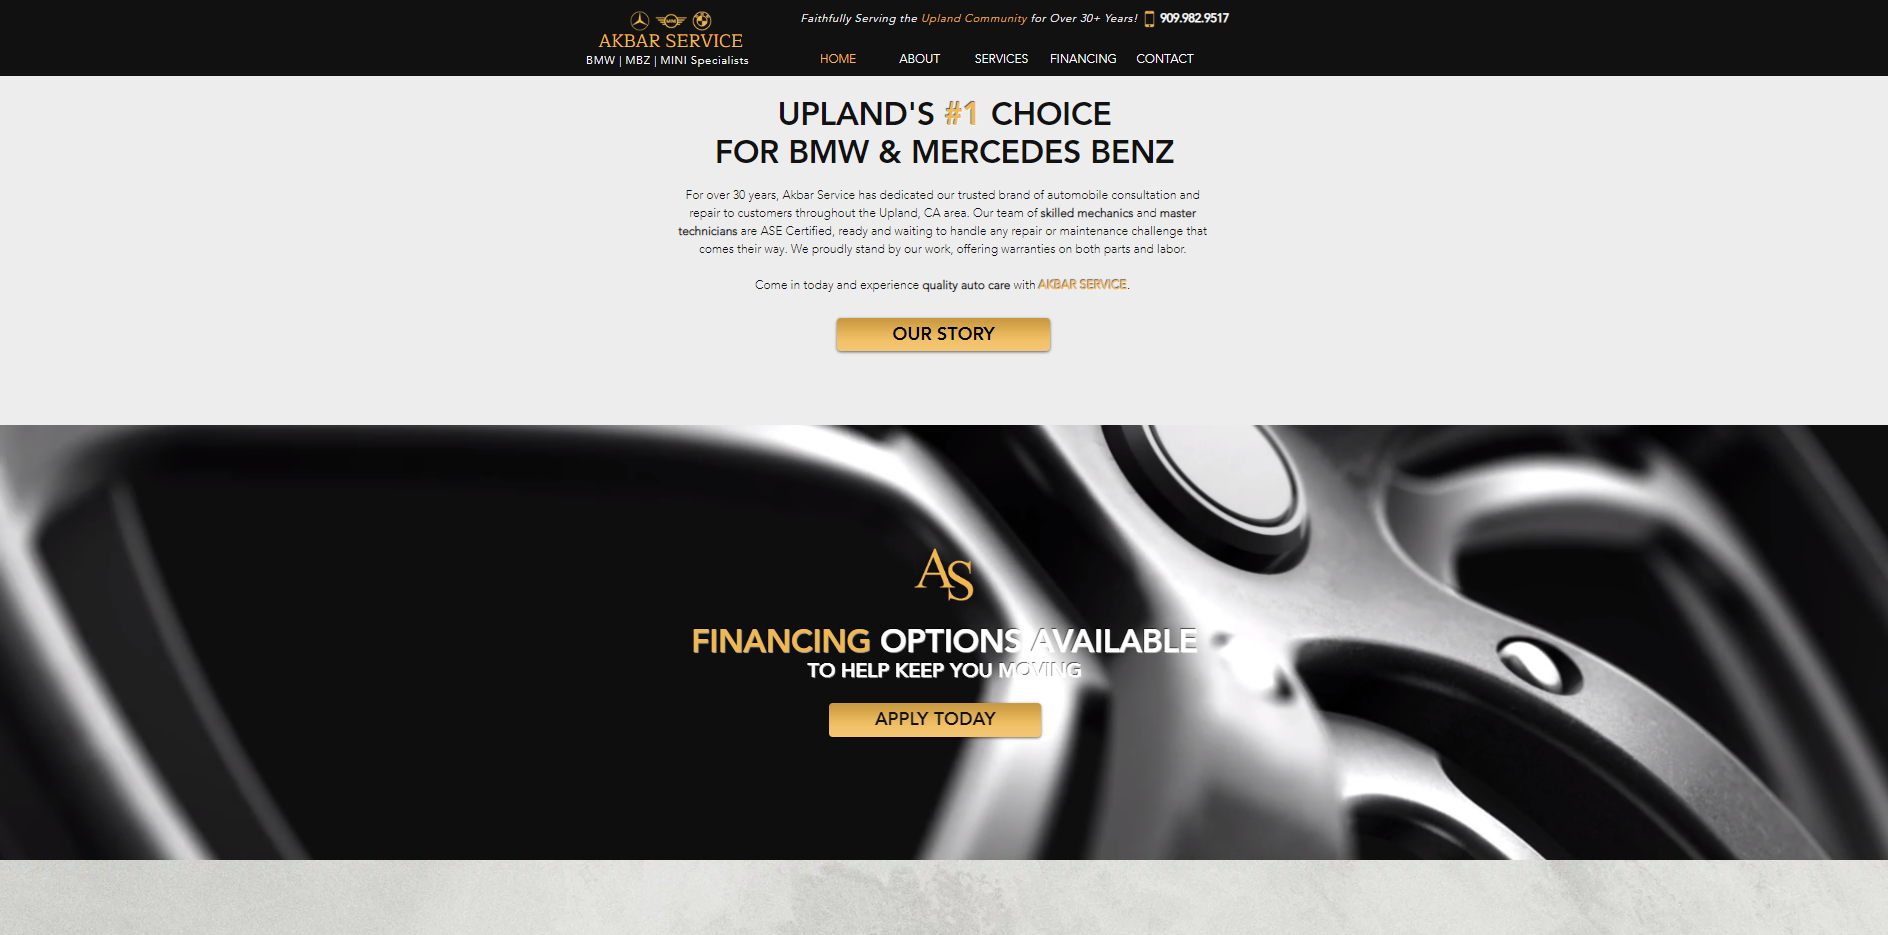 AKBAR SERVICE
BMW | MBZ | MINI Specialists
Faithfully Serving the Upland Community for Over 30+ Years! 909.982.9517
HOME ABOUT SERVICES FINANCING CONTACT
UPLAND'S #1 CHOICE
FOR BMW & MERCEDES BENZ
For over 30 years, Akbar Service has dedicated our trusted brand of automobile consultation and
repair to customers throughout the Upland, CA area. Our team of skilled mechanics and master
technicians are ASE Certified, ready and waiting to handle any repair or maintenance challenge that
comes their way. We proudly stand by our work, offering warranties on both parts and labor.
Come in today and experience quality auto care with AKBAR SERVICE.
OUR STORY
AS
FINANCING OPTIONS AVAILABLE
TO HELP KEEP YOU MOVING
APPLY TODAY